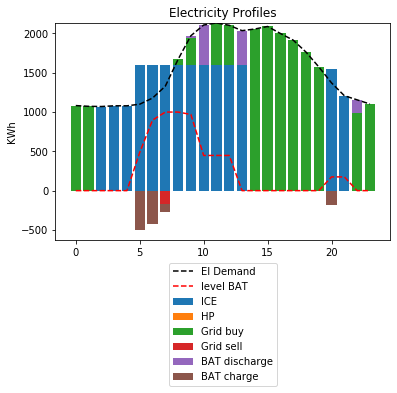 Electricity Profiles
2000
1500
1000
500
0
−500
KWh
0 5 10 15 20
El Demand
level BAT
ICE
HP
Grid buy
Grid sell
BAT discharge
BAT charge